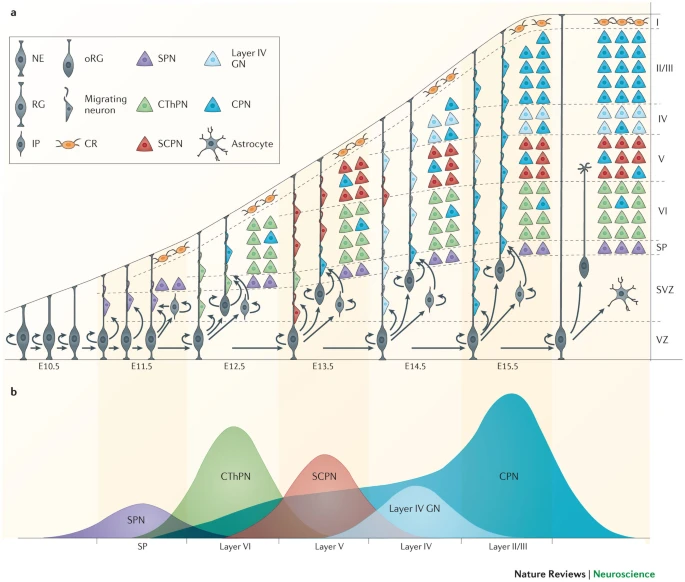 a
NE
oRG
SPN
Layer IV
GN
RG
Migrating
neuron
CThPN
CPN
IP
CR
SCPN
Astrocyte
I
II/III
IV
V
VI
SP
SVZ
VZ
E10.5
E11.5
E12.5
E13.5
E14.5
E15.5
b
CThPN
SCPN
CPN
Layer IV GN
SPN
SP
Layer VI
Layer V
Layer IV
Layer II/III
Nature Reviews | Neuroscience